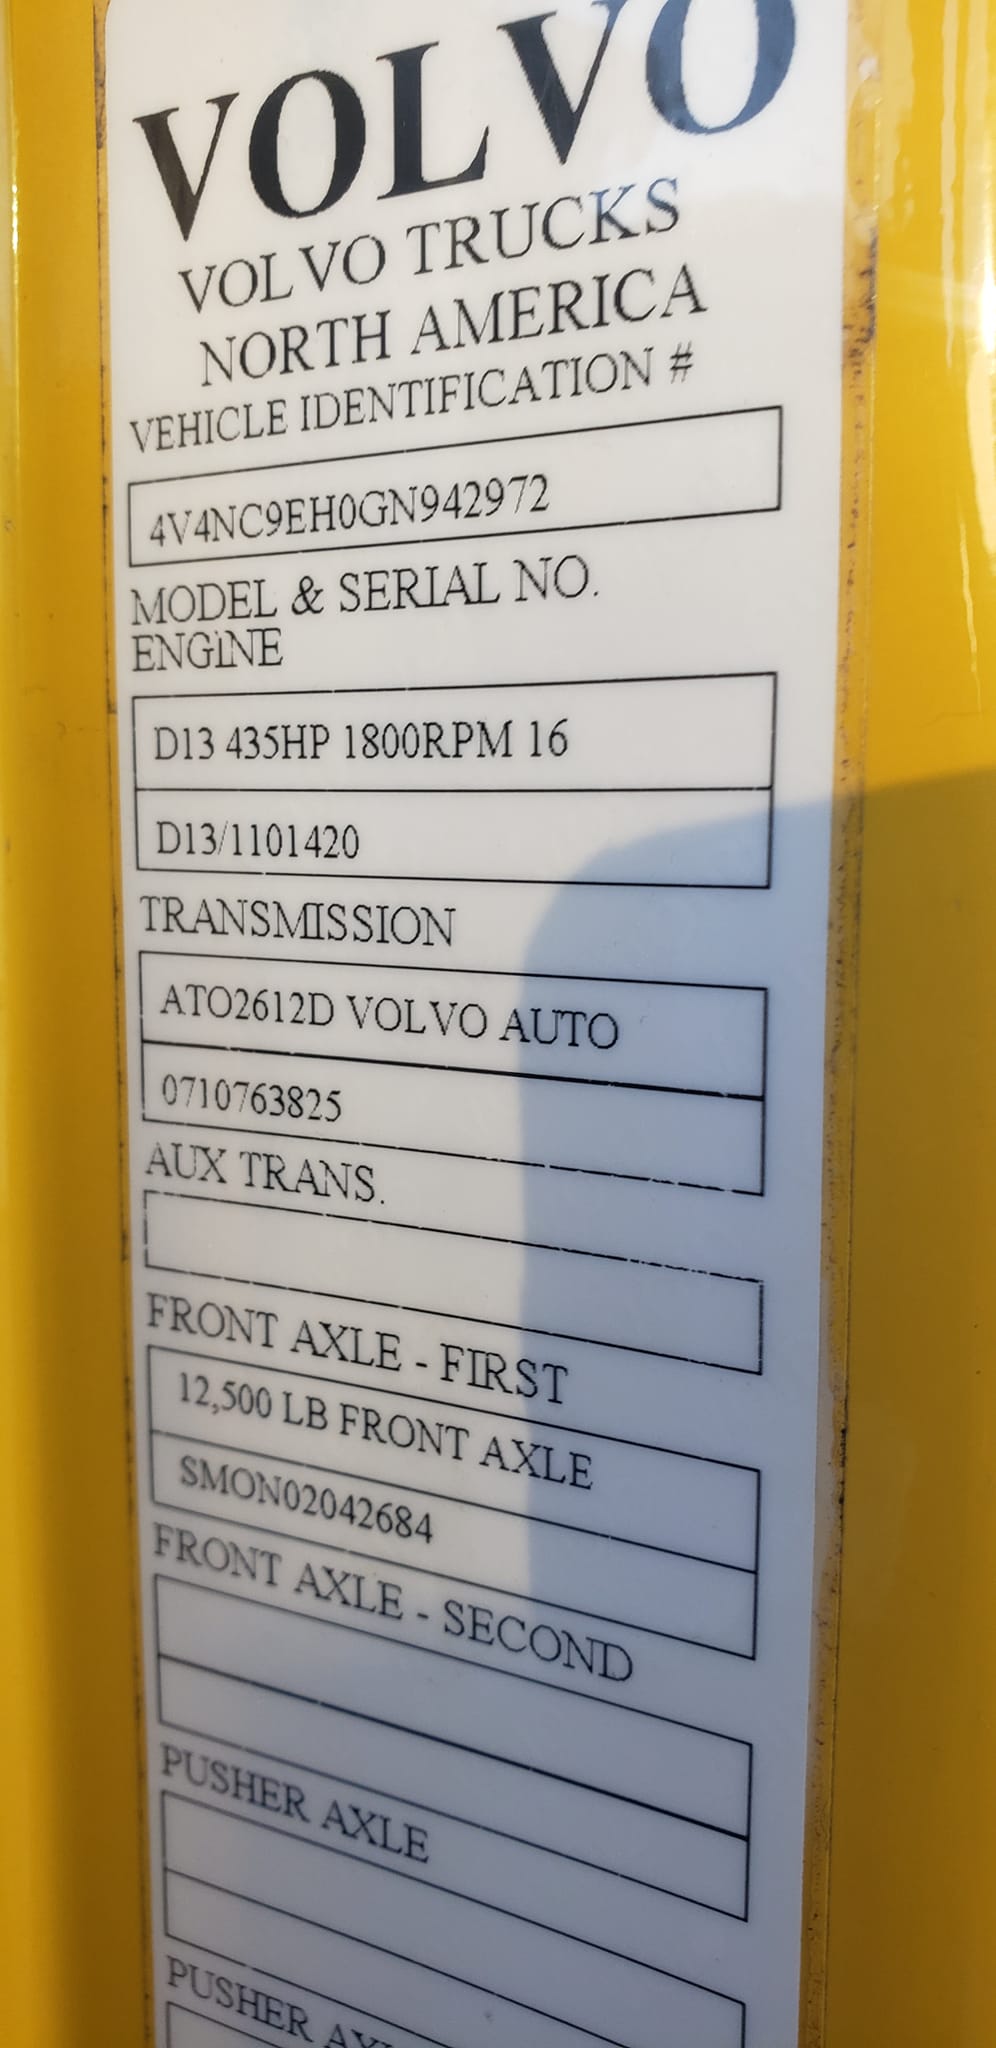 VOLVO
VOLVO TRUCKS
NORTH AMERICA
VEHICLE IDENTIFICATION #
4V4NC9EH0GN942972
MODEL & SERIAL NO.
ENGINE
D13 435HP 1800RPM 16
D13/1101420
TRANSMISSION
ATO2612D VOLVO AUTO
0710763825
AUX TRANS.
FRONT AXLE - FIRST
12,500 LB FRONT AXLE
SMON02042684
FRONT AXLE - SECOND
PUSHER AXLE
PUSHER